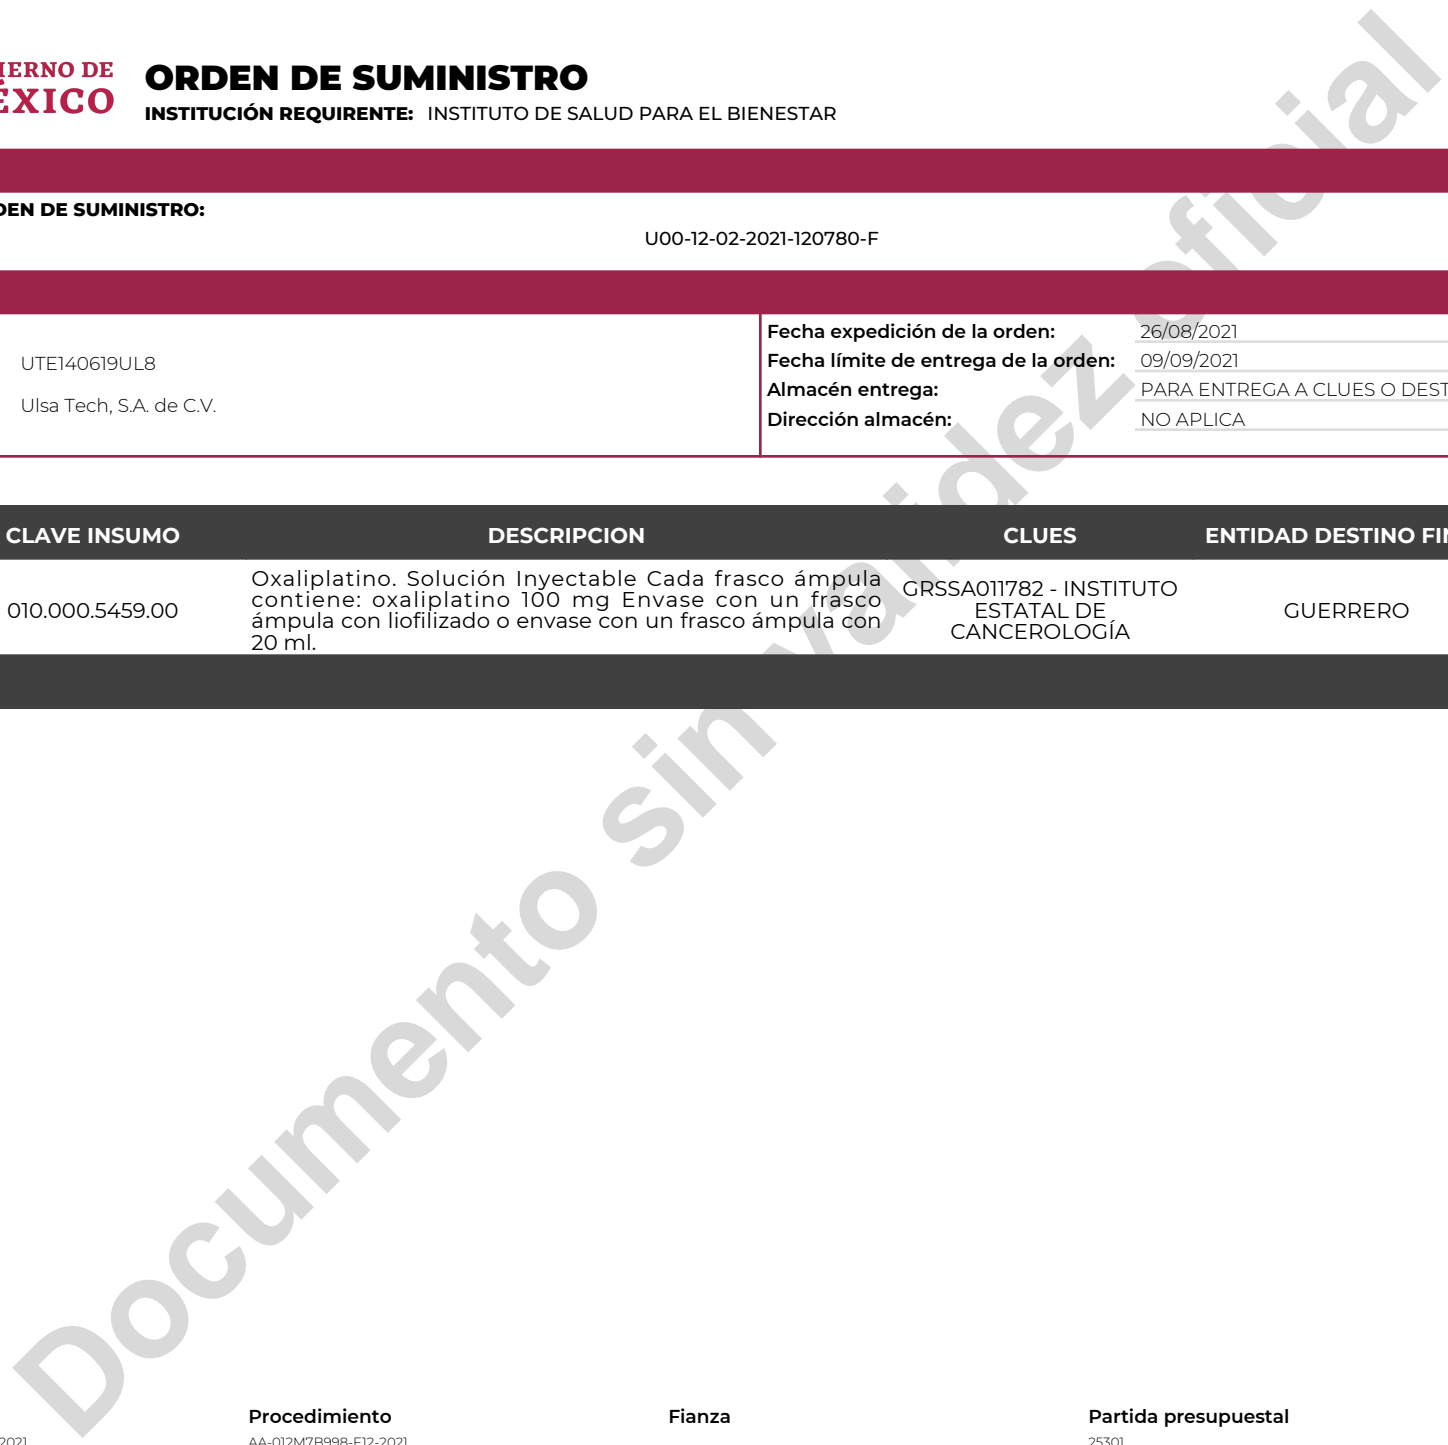 ORDEN DE SUMINISTRO
INSTITUCIÓN REQUIRENTE: INSTITUTO DE SALUD PARA EL BIENESTAR
IERNO DE
ÉXICO
DEN DE SUMINISTRO:
U00-12-02-2021-120780-F
UTE140619UL8
Ulsa Tech, S.A. de C.V.
Fecha expedición de la orden: 26/08/2021
Fecha límite de entrega de la orden: 09/09/2021
Almacén entrega: PARA ENTREGA A CLUES O DEST
Dirección almacén: NO APLICA
CLAVE INSUMO DESCRIPCION CLUES ENTIDAD DESTINO FIN
010.000.5459.00
Oxaliplatino. Solución Inyectable Cada frasco ámpula
contiene: oxaliplatino 100 mg Envase con un frasco
ámpula con liofilizado o envase con un frasco ámpula con
20 ml.
GRSSA011782 - INSTITUTO
ESTATAL DE
CANCEROLOGÍA
GUERRERO
Documento sin validez oficial
Procedimiento Fianza Partida presupuestal
2021 AA-012M7B998-E12-2021 25301